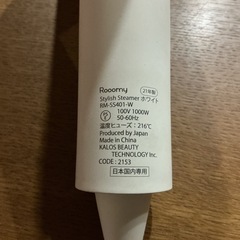 Rooomy
21年製
Stylish Steamer ホワイト
RM-SS401-W
100V 1000W
50-60Hz
温度ヒューズ：216℃
Produced by Japan
Made in China
KALOS BEAUTY
TECHNOLOGY Inc.
CODE : 2153
日本国内専用